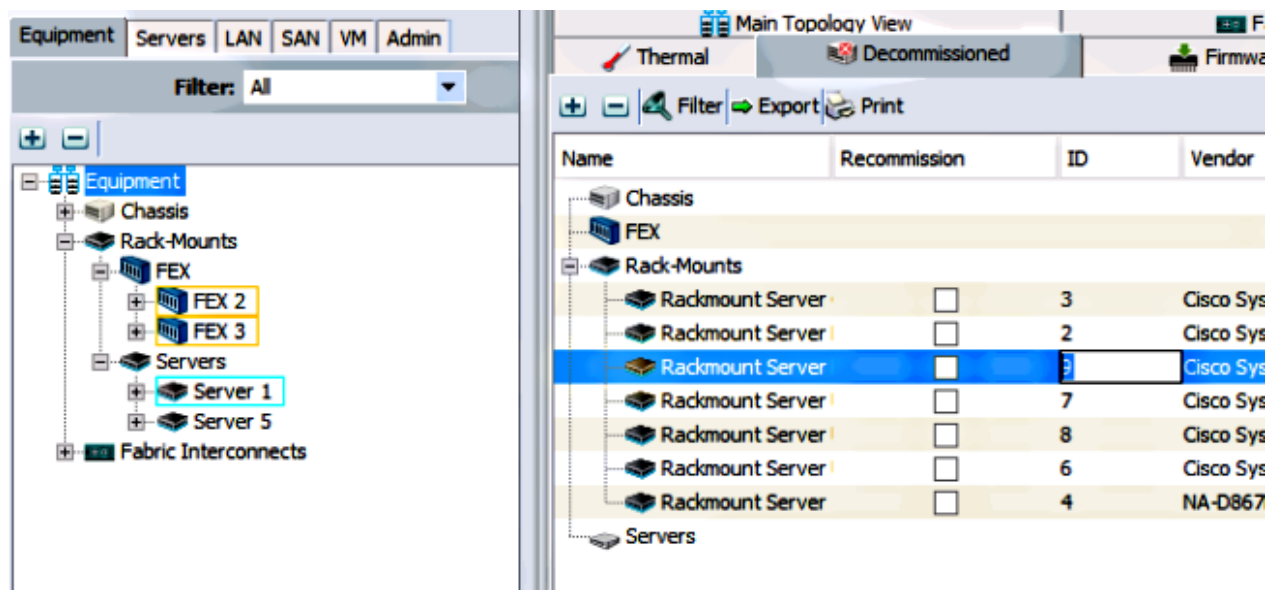 Equipment Servers LAN SAN VM Admin
Filter: All
Equipment
Chassis
Rack-Mounts
FEX
FEX 2
FEX 3
Servers
Server 1
Server 5
Fabric Interconnects
Main Topology View
Thermal Decommissioned Firmwa
Filter Export Print
Name Recommission ID Vendor
Chassis
FEX
Rack-Mounts
Rackmount Server 3 Cisco Sys
Rackmount Server 2 Cisco Sys
Rackmount Server 9 Cisco Sys
Rackmount Server 7 Cisco Sys
Rackmount Server 8 Cisco Sys
Rackmount Server 6 Cisco Sys
Rackmount Server 4 NA-D867
Servers